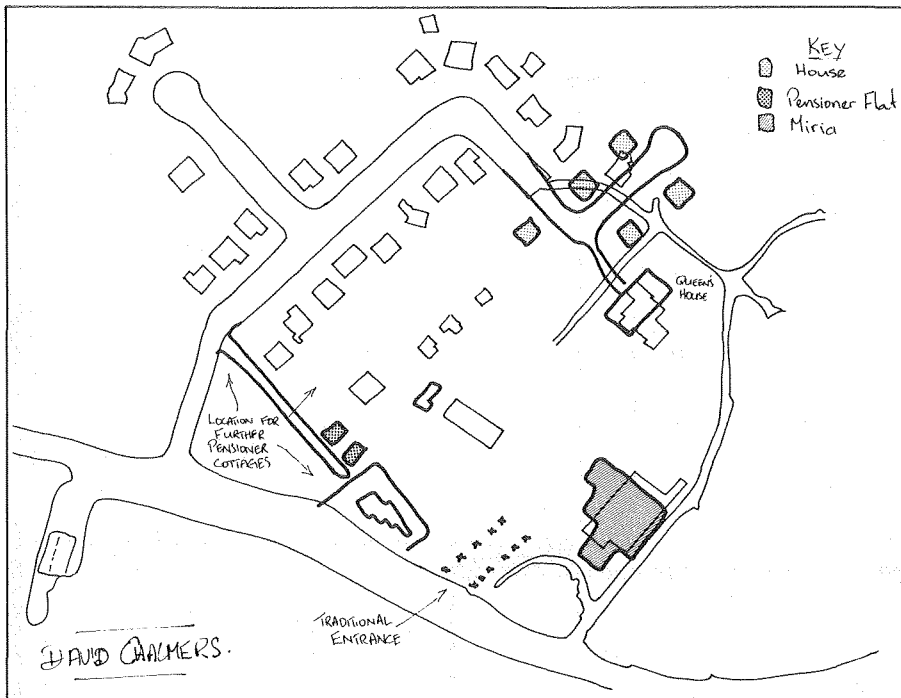 KEY
House
Pensioner Flat
Miria
QUEEN'S
HOUSE
LOCATION FOR
FURTHER
PENSIONER
COTTAGES
TRADITIONAL
ENTRANCE
DAVID CHALMERS.